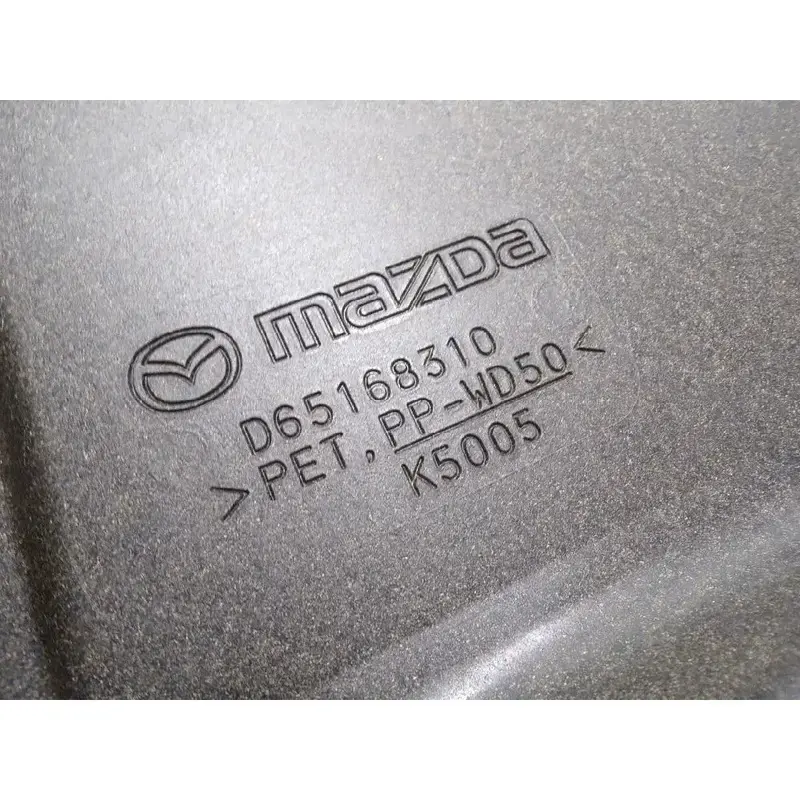 mazda
D65168310
>PET, PP-WD50<
K5005